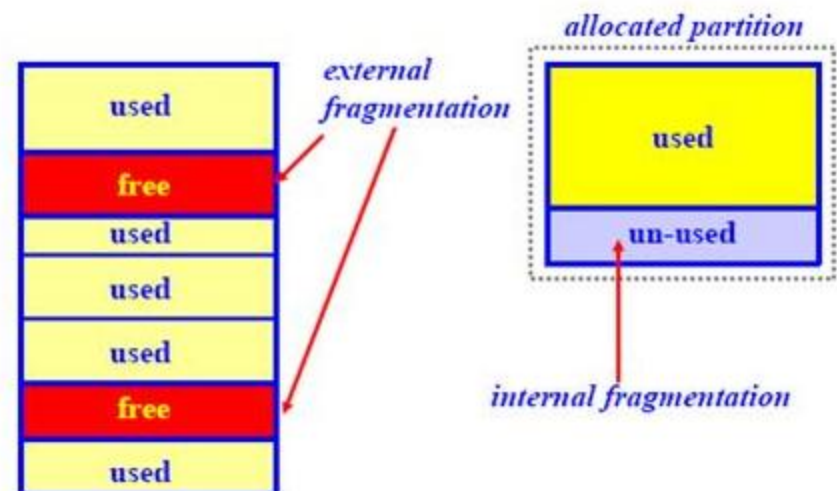 allocated partition
external
fragmentation
used
free
used
used
used
free
used
used
un-used
internal fragmentation